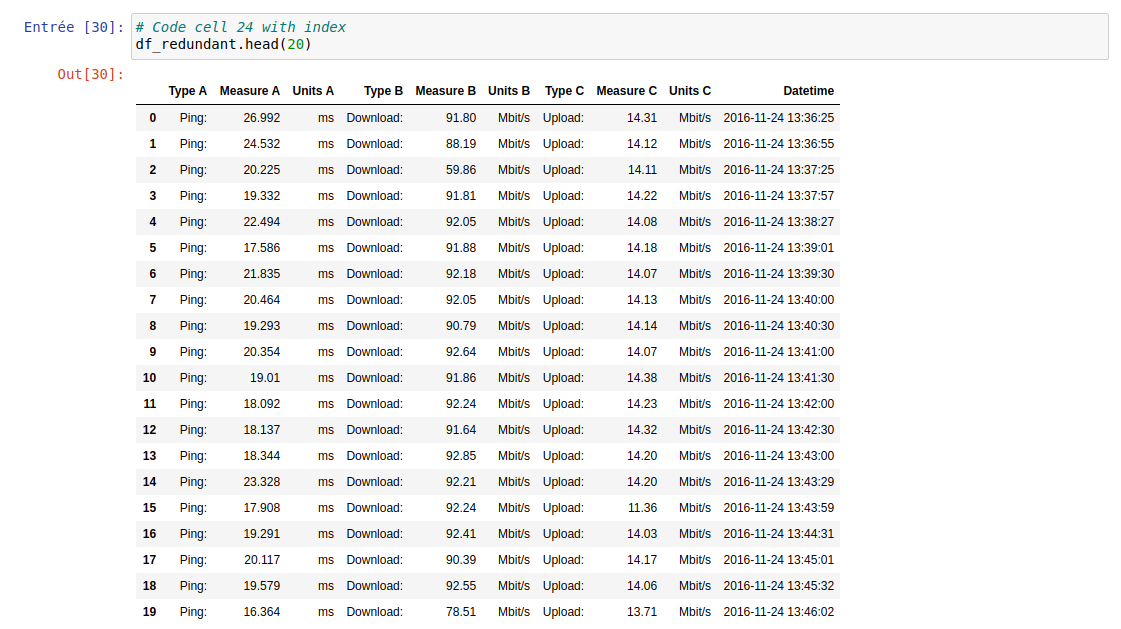 Entrée [30]: # Code cell 24 with index
df_redundant.head(20)
Out[30]:
Type A Measure A Units A Type B Measure B Units B Type C Measure C Units C Datetime
0 Ping: 26.992 ms Download: 91.80 Mbit/s Upload: 14.31 Mbit/s 2016-11-24 13:36:25
1 Ping: 24.532 ms Download: 88.19 Mbit/s Upload: 14.12 Mbit/s 2016-11-24 13:36:55
2 Ping: 20.225 ms Download: 59.86 Mbit/s Upload: 14.11 Mbit/s 2016-11-24 13:37:25
3 Ping: 19.332 ms Download: 91.81 Mbit/s Upload: 14.22 Mbit/s 2016-11-24 13:37:57
4 Ping: 22.494 ms Download: 92.05 Mbit/s Upload: 14.08 Mbit/s 2016-11-24 13:38:27
5 Ping: 17.586 ms Download: 91.88 Mbit/s Upload: 14.18 Mbit/s 2016-11-24 13:39:01
6 Ping: 21.835 ms Download: 92.18 Mbit/s Upload: 14.07 Mbit/s 2016-11-24 13:39:30
7 Ping: 20.464 ms Download: 92.05 Mbit/s Upload: 14.13 Mbit/s 2016-11-24 13:40:00
8 Ping: 19.293 ms Download: 90.79 Mbit/s Upload: 14.14 Mbit/s 2016-11-24 13:40:30
9 Ping: 20.354 ms Download: 92.64 Mbit/s Upload: 14.07 Mbit/s 2016-11-24 13:41:00
10 Ping: 19.01 ms Download: 91.86 Mbit/s Upload: 14.38 Mbit/s 2016-11-24 13:41:30
11 Ping: 18.092 ms Download: 92.24 Mbit/s Upload: 14.23 Mbit/s 2016-11-24 13:42:00
12 Ping: 18.137 ms Download: 91.64 Mbit/s Upload: 14.32 Mbit/s 2016-11-24 13:42:30
13 Ping: 18.344 ms Download: 92.85 Mbit/s Upload: 14.20 Mbit/s 2016-11-24 13:43:00
14 Ping: 23.328 ms Download: 92.21 Mbit/s Upload: 14.20 Mbit/s 2016-11-24 13:43:29
15 Ping: 17.908 ms Download: 92.24 Mbit/s Upload: 11.36 Mbit/s 2016-11-24 13:43:59
16 Ping: 19.291 ms Download: 92.41 Mbit/s Upload: 14.03 Mbit/s 2016-11-24 13:44:31
17 Ping: 20.117 ms Download: 90.39 Mbit/s Upload: 14.17 Mbit/s 2016-11-24 13:45:01
18 Ping: 19.579 ms Download: 92.55 Mbit/s Upload: 14.06 Mbit/s 2016-11-24 13:45:32
19 Ping: 16.364 ms Download: 78.51 Mbit/s Upload: 13.71 Mbit/s 2016-11-24 13:46:02